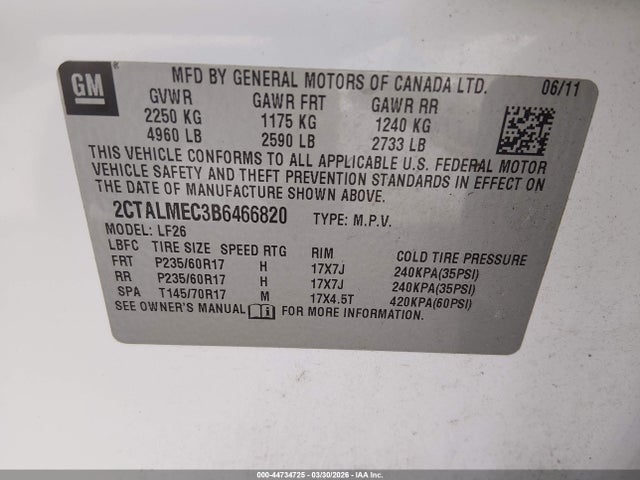 GM ® MFD BY GENERAL MOTORS OF CANADA LTD. 06/11
GVWR GAWR FRT GAWR RR
2250 KG 1175 KG 1240 KG
4960 LB 2590 LB 2733 LB
THIS VEHICLE CONFORMS TO ALL APPLICABLE U.S. FEDERAL MOTOR
VEHICLE SAFETY AND THEFT PREVENTION STANDARDS IN EFFECT ON
THE DATE OF MANUFACTURE SHOWN ABOVE.
2CTALMEC3B6466820 TYPE: M.P.V.
MODEL: LF26
LBFC TIRE SIZE SPEED RTG RIM COLD TIRE PRESSURE
FRT P235/60R17 H 17X7J 240KPA(35PSI)
RR P235/60R17 H 17X7J 240KPA(35PSI)
SPA T145/70R17 M 17X4.5T 420KPA(60PSI)
SEE OWNER'S MANUAL FOR MORE INFORMATION.
000-44734725 - 03/30/2026 - IAA Inc.